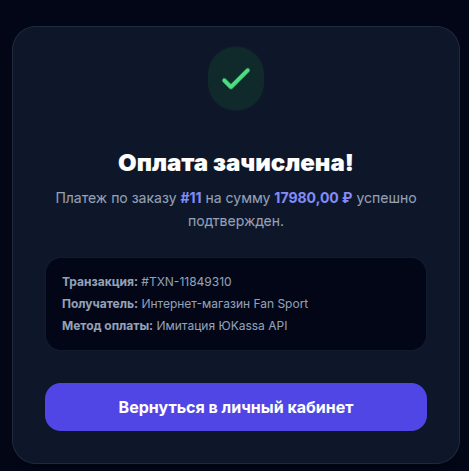 Оплата зачислена!
Платеж по заказу #11 на сумму 17980,00 ₽ успешно
подтвержден.
Транзакция: #TXN-11849310
Получатель: Интернет-магазин Fan Sport
Метод оплаты: Имитация ЮKassa API
Вернуться в личный кабинет